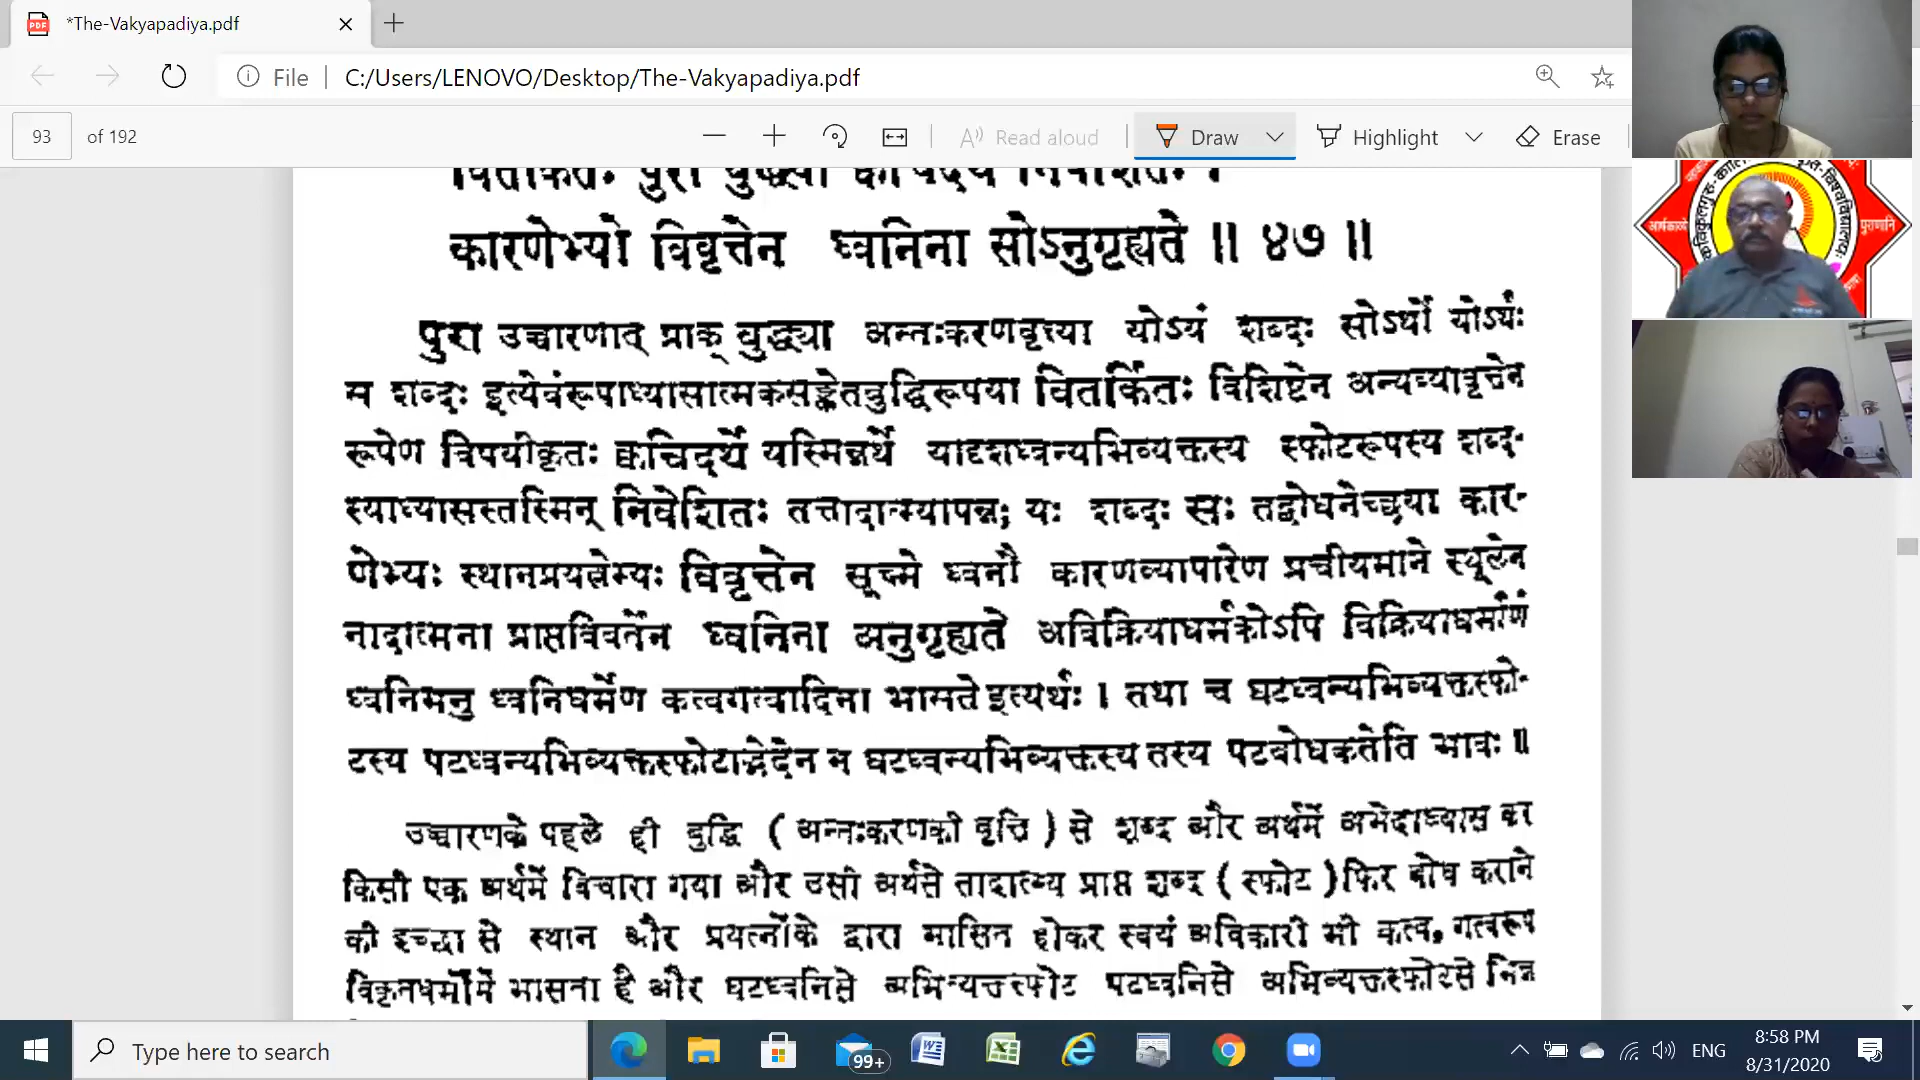 *The-Vakyapadiya.pdf
File
C:/Users/LENOVO/Desktop/The-Vakyapadiya.pdf
93 of 192
Read aloud
Draw
Highlight
Erase
वितर्कितः पुरा बुद्ध्या क्वचिदर्थे निवेशितः ।
कारणेभ्यो विवृत्तेन ध्वनिना सोऽनुगृह्यते ॥ ४७ ॥
पुरा उच्चारणात् प्राक् बुद्ध्या अन्तःकरणवृत्त्या योऽयं शब्दः सोऽर्थो योऽर्थः
स शब्दः इत्येवंरूपाध्यासात्मकसङ्केतबुद्धिरूपया वितर्कितः विशिष्टेन अन्यव्यावृत्तेन
रूपेण विषयीकृतः क्वचिदर्थे यस्मिन्नर्थे यादृशध्वन्यभिव्यक्तस्य स्फोटरूपस्य शब्द-
स्याध्यासस्तस्मिन् निवेशितः तत्तादात्म्यापन्नः यः शब्दः सः तद्बोधनेच्छया कार-
णेभ्यः स्थानप्रयत्नेभ्यः विवृत्तेन सूक्ष्मे ध्वनौ कारणव्यापारेण प्रचीयमाने स्थूलेन
नादात्मना प्राप्तविवर्तेन ध्वनिना अनुगृह्यते अविक्रियाधर्मकोऽपि विक्रियाधर्माणं
ध्वनिमनु ध्वनिधर्मेण कत्वगत्वादिना भासते इत्यर्थः । तथा च घटध्वन्यभिव्यक्तस्फो-
टस्य पटध्वन्यभिव्यक्तस्फोटाद्भेदेन न घटध्वन्यभिव्यक्तस्य तस्य पटबोधकतेति भावः ॥
उच्चारणके पहले ही बुद्धि ( अन्तःकरणकी वृत्ति ) से शब्द और अर्थमें अभेदाध्यास कर
किसी एक अर्थमें विचारा गया और उसी अर्थसे तादात्म्य प्राप्त शब्द ( स्फोट ) फिर बोध कराने
की इच्छा से स्थान और प्रयत्नोंके द्वारा भासित होकर स्वयं अविकारी भी कत्व, गत्वरूप
विकृतधर्मोंमें भासता है और घटध्वनिसे अभिव्यक्तस्फोट पटध्वनिसे अभिव्यक्तस्फोटसे भिन्न
Type here to search
99+
ENG
8:58 PM
8/31/2020